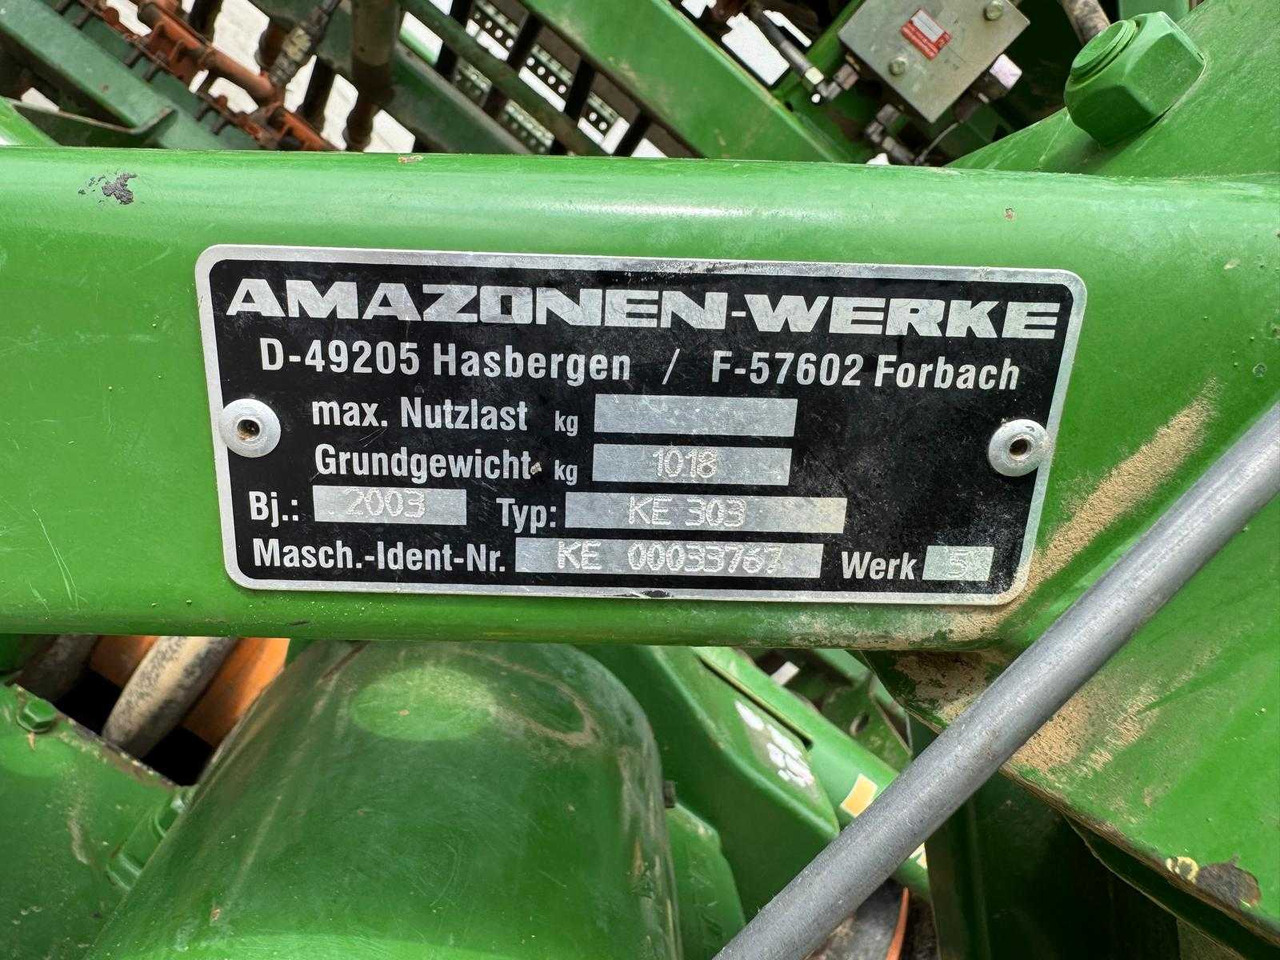 AMAZONEN-WERKE
D-49205 Hasbergen / F-57602 Forbach
max. Nutzlast kg
Grundgewicht kg 1018
Bj.: 2003 Typ: KE 303
Masch.-Ident-Nr. KE 00033767 Werk 5